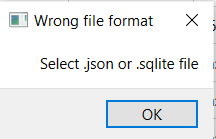 Wrong file format
Select .json or .sqlite file
OK